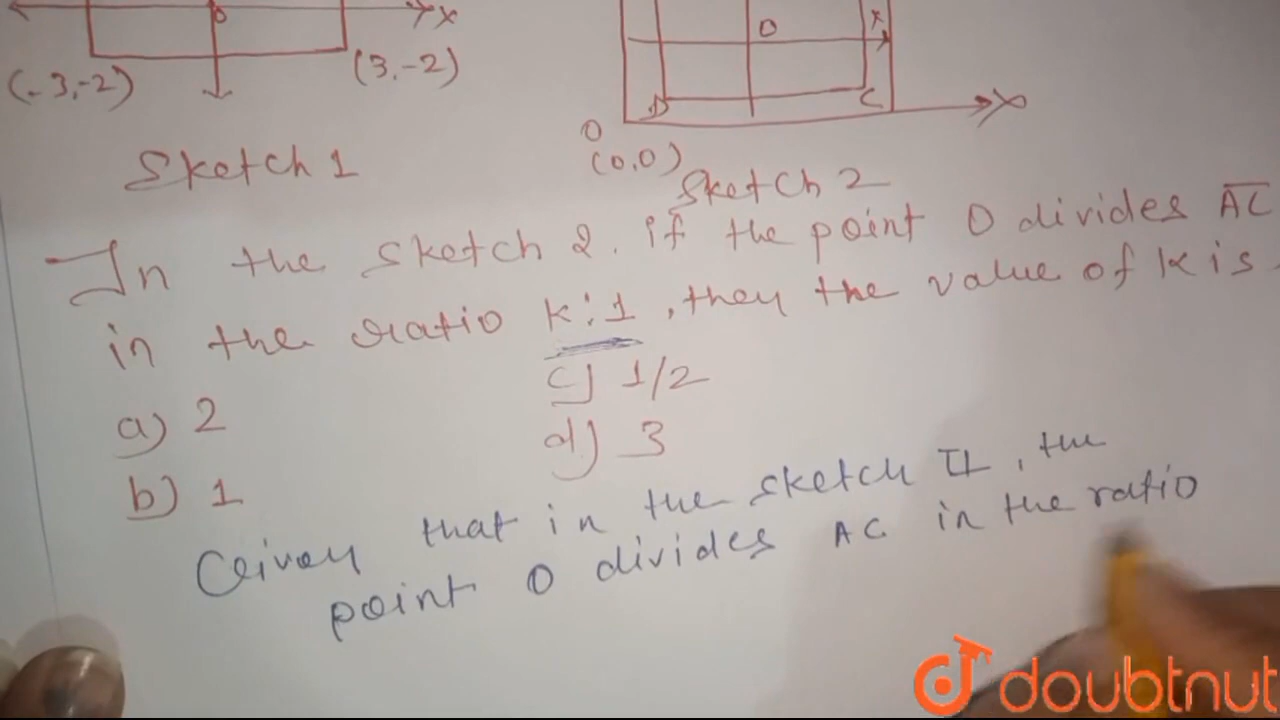 X
O
(-3,-2)
(3,-2)
Sketch 1
O
X
D
C
X
O
(0,0)
Sketch 2
In the sketch 2. if the point O divides AC
in the ratio K:1, they the value of K is.
a) 2
c) 1/2
b) 1
d) 3
Given that in the sketch II, the
point O divides AC in the ratio
doubtnut